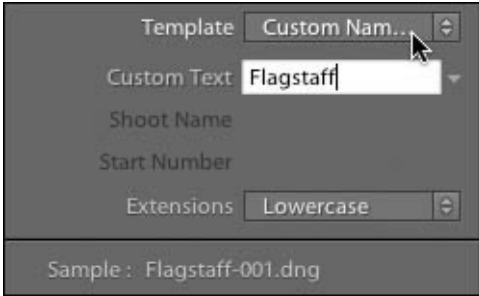 Template Custom Nam...
Custom Text Flagstaff
Shoot Name
Start Number
Extensions Lowercase
Sample : Flagstaff-001.dng